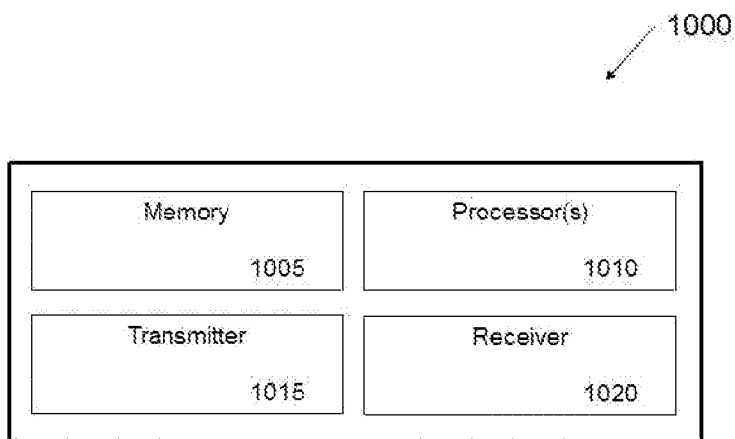 1000
Memory
1005
Processor(s)
1010
Transmitter
1015
Receiver
1020